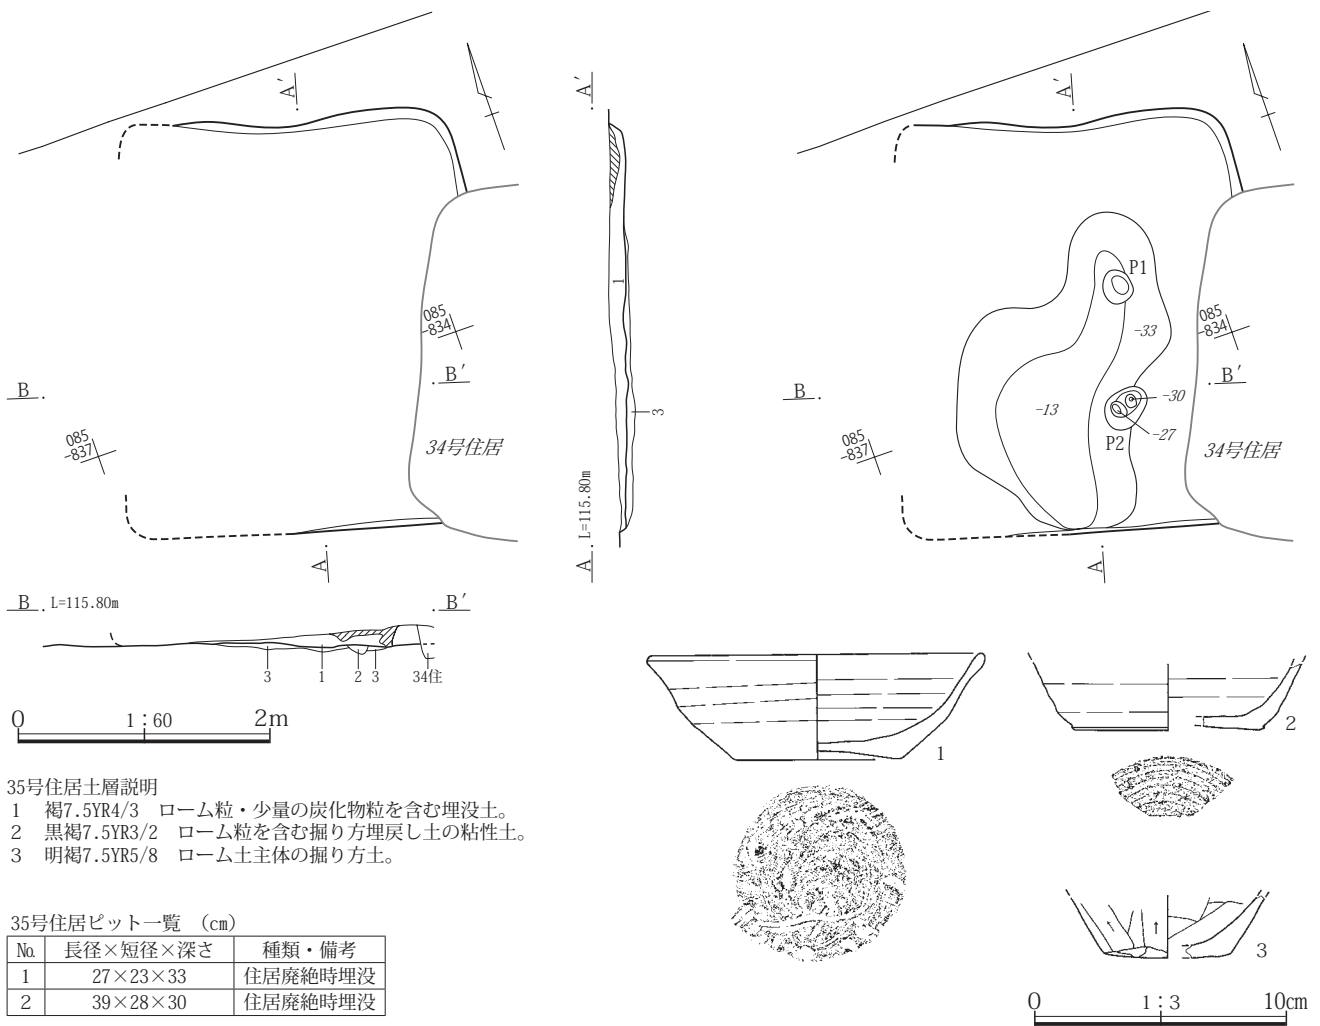 A′
A′
A′
085
-834
B
B′
085
-837
34号住居
A
1
3
A L=115.80m
P1
-33
085
-834
B
B′
-30
-13
-27
P2
085
-837
34号住居
A
B L=115.80m B′
3 1 2 3 34住
0 1:60 2m
1
2
3
35号住居土層説明
1 褐7.5YR4/3 ローム粒・少量の炭化物粒を含む埋没土。
2 黒褐7.5YR3/2 ローム粒を含む掘り方埋戻し土の粘性土。
3 明褐7.5YR5/8 ローム土主体の掘り方土。
35号住居ピット一覧 (㎝)
№ 長径×短径×深さ 種類・備考
1 27×23×33 住居廃絶時埋没
2 39×28×30 住居廃絶時埋没
0 1:3 10㎝